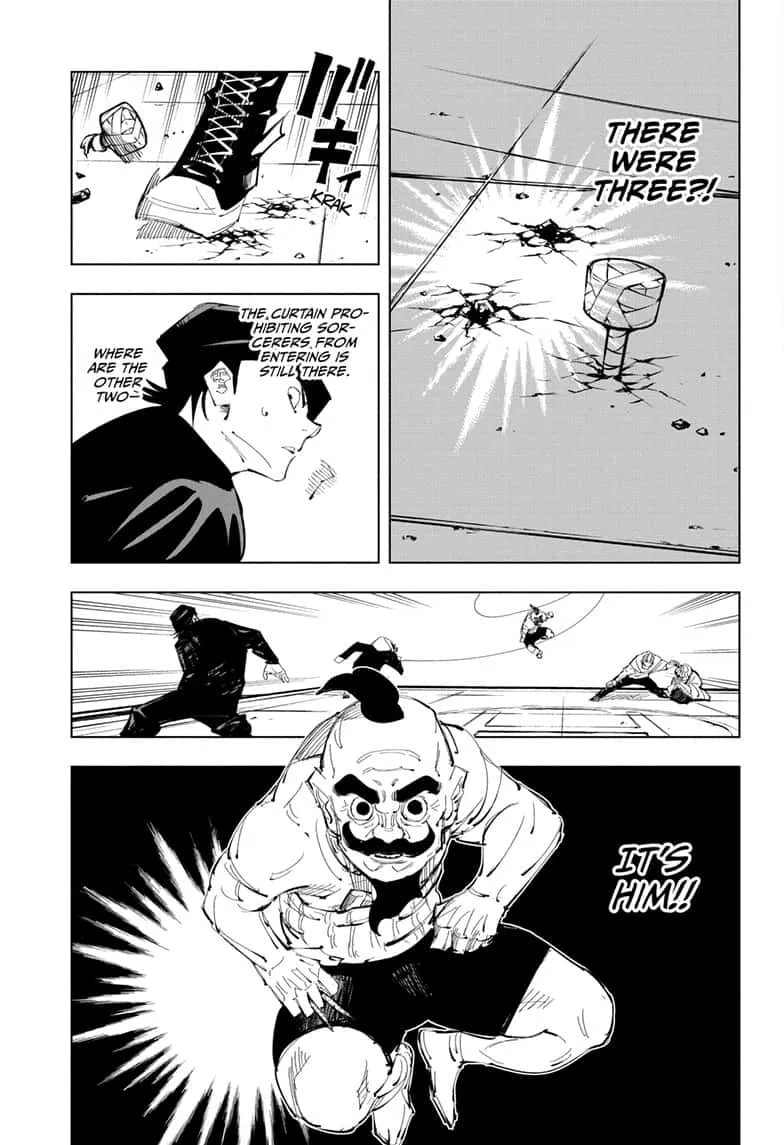 THERE
WERE
THREE?!
ドキィ
KRAK
THE CURTAIN PRO-
HIBITING SOR-
CERERS FROM
ENTERING IS
STILL THERE.
WHERE
ARE THE
OTHER
TWO—
IT'S
HIM!!